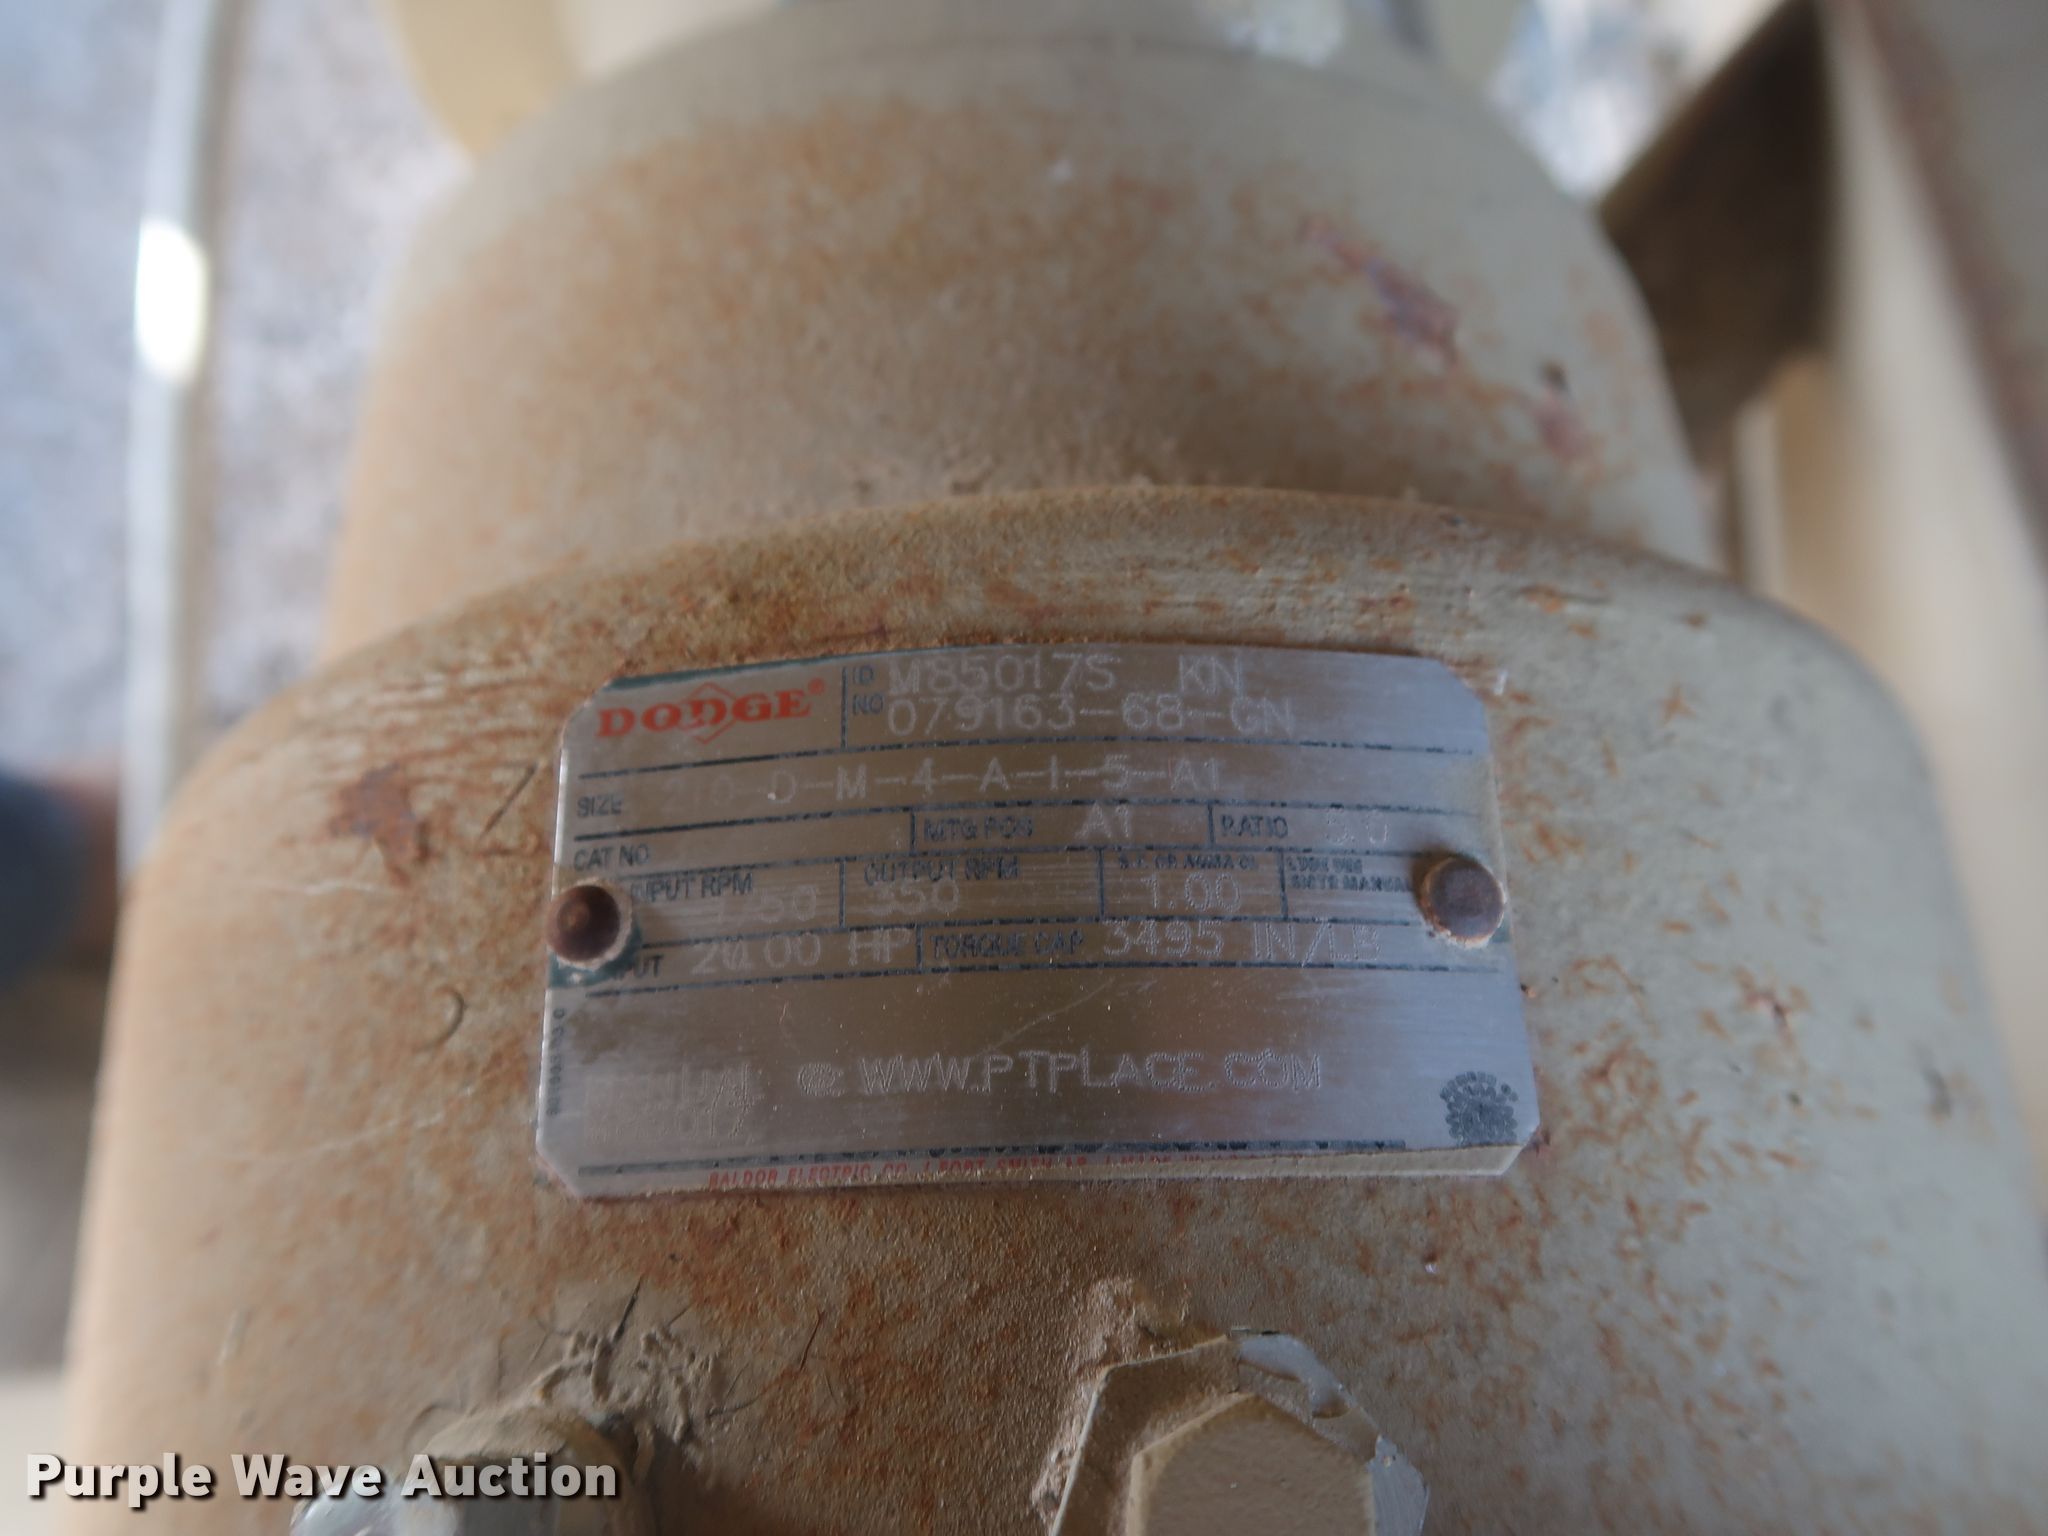 DODGE®
ID M85017S KN
NO 079163-68-GN
SIZE D-M-4-A-I-5-A1
CAT NO MTG POS A1 RATIO
INPUT RPM OUTPUT RPM 350 1.00
20.00 HP TORQUE CAP 3495 IN/LB
@ WWW.PTPLACE.COM
BALDOR ELECTRIC CO.
Purple Wave Auction